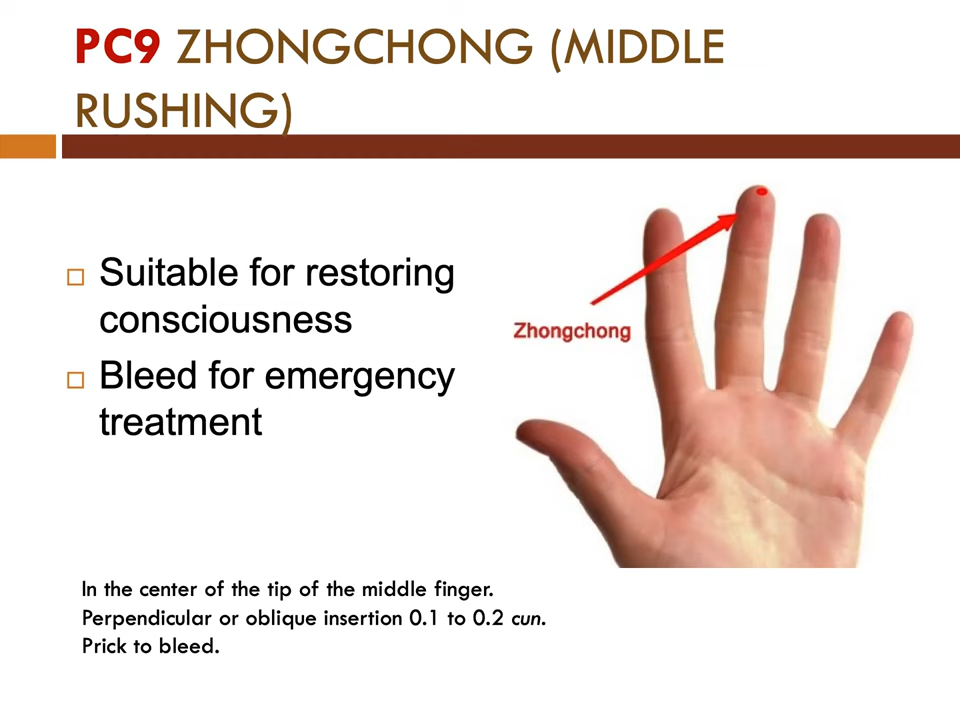 PC9 ZHONGCHONG (MIDDLE
RUSHING)
Suitable for restoring
consciousness
Bleed for emergency
treatment
Zhongchong
In the center of the tip of the middle finger.
Perpendicular or oblique insertion 0.1 to 0.2 cun.
Prick to bleed.